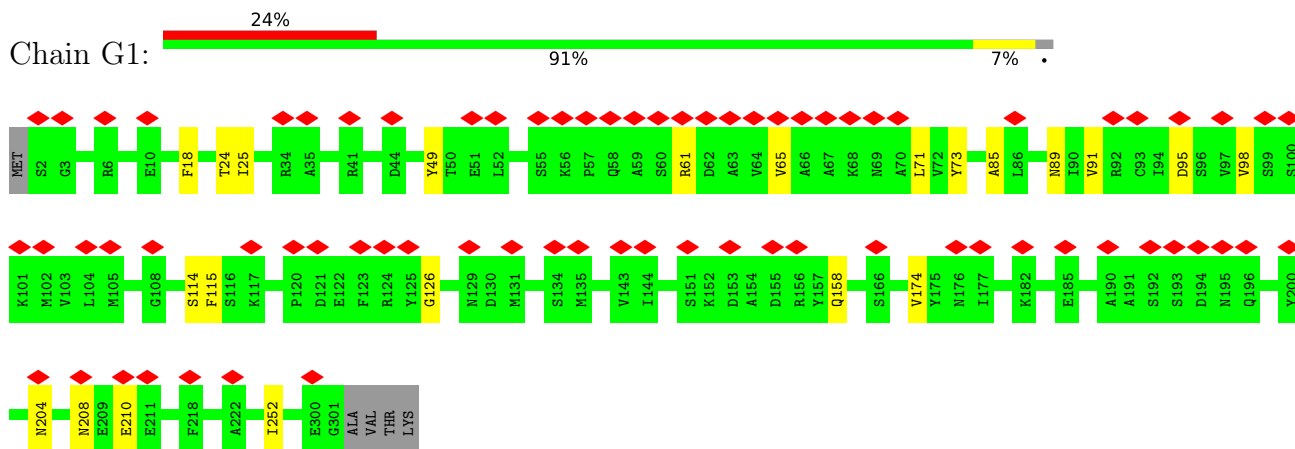 24%
Chain G1:
91% 7% •
MET S2 G3 R6 E10 F18 T24 I25 R34 A35 R41 D44 Y49 T50 E51 L52 S55 K56 P57 Q58 A59 S60 R61 D62 A63 V64 V65 A66 A67 K68 N69 A70 L71 V72 Y73 A85 L86 N89 I90 V91 R92 C93 I94 D95 S96 V97 V98 S99 S100
K101 M102 V103 L104 M105 G108 S114 F115 S116 K117 P120 D121 E122 F123 R124 Y125 G126 N129 D130 M131 S134 M135 V143 I144 S151 K152 D153 A154 D155 R156 Y157 Q158 S166 V174 Y175 N176 I177 K182 E185 A190 A191 S192 S193 D194 N195 Q196 Y200
N204 N208 E209 E210 E211 F218 A222 I252 E300 G301 ALA VAL THR LYS